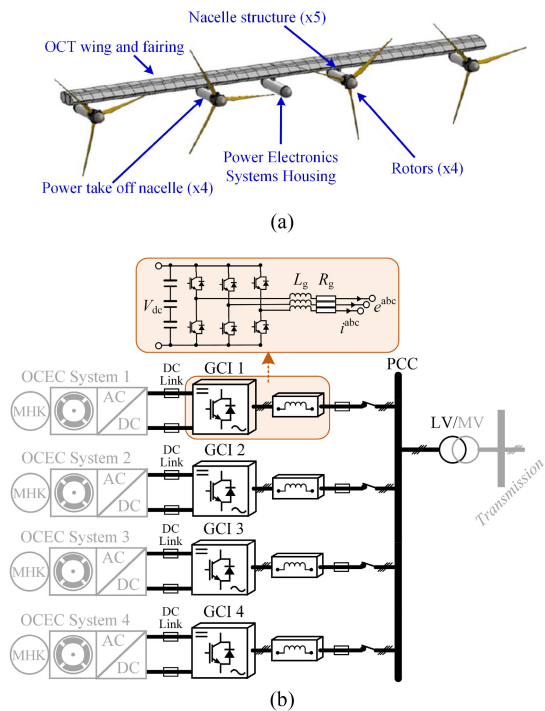 Nacelle structure (x5)
OCT wing and fairing
Power Electronics
Systems Housing
Power take off nacelle (x4)
Rotors (x4)
(a)
Lg
Rg
Vdc
eabc
iabc
PCC
OCEC System 1
DC
Link
GCI 1
MHK
AC
DC
LV/MV
Transmission
OCEC System 2
DC
Link
GCI 2
MHK
AC
DC
OCEC System 3
DC
Link
GCI 3
MHK
AC
DC
OCEC System 4
DC
Link
GCI 4
MHK
AC
DC
(b)